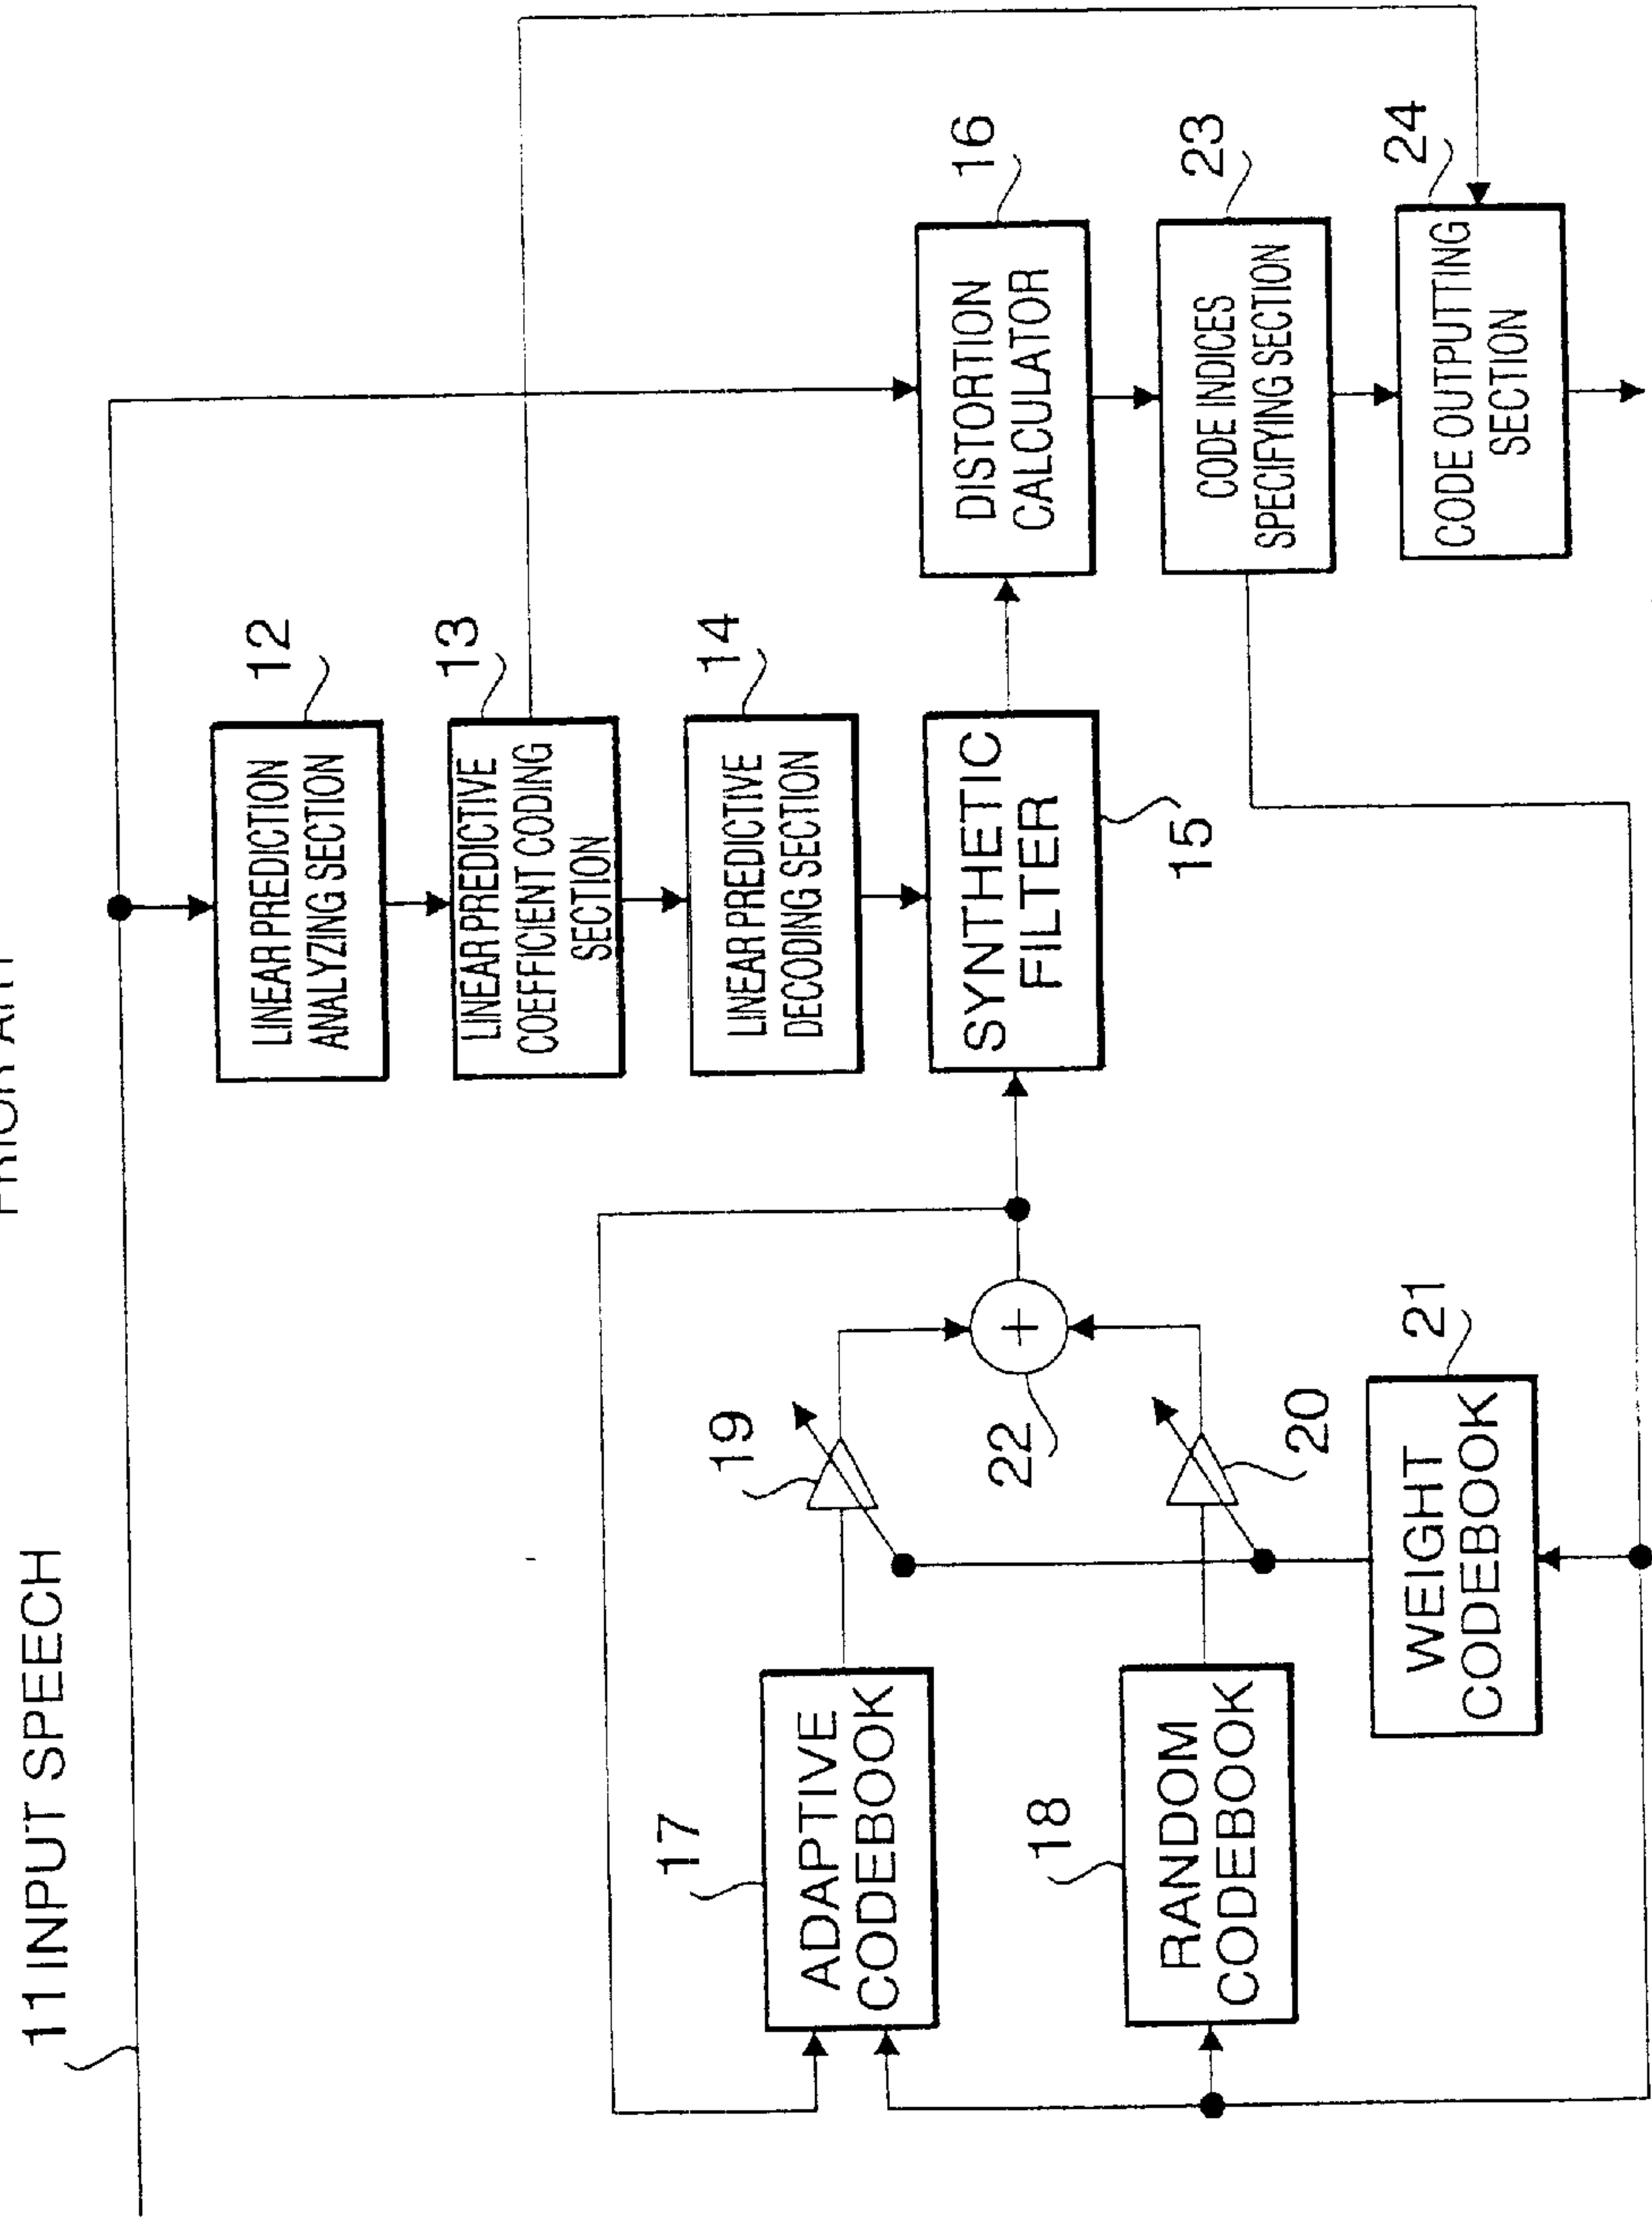 PRIOR ART
11 INPUT SPEECH
12
LINEAR PREDICTION
ANALYZING SECTION
13
LINEAR PREDICTIVE
COEFFICIENT CODING
SECTION
14
LINEAR PREDICTIVE
DECODING SECTION
17
ADAPTIVE
CODEBOOK
19
22
+
SYNTHETIC
FILTER
15
16
DISTORTION
CALCULATOR
18
RANDOM
CODEBOOK
20
23
CODE INDICES
SPECIFYING SECTION
21
WEIGHT
CODEBOOK
24
CODE OUTPUTTING
SECTION